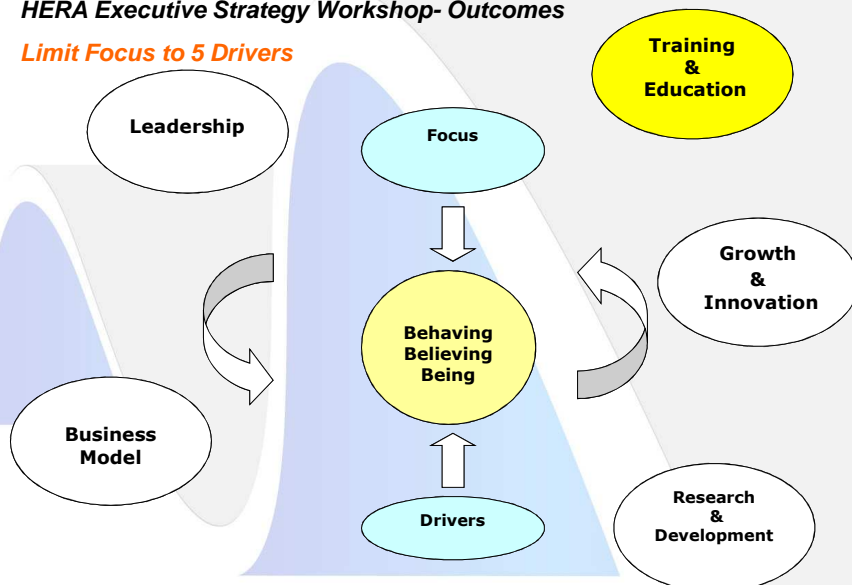 HERA Executive Strategy Workshop- Outcomes
Limit Focus to 5 Drivers
Training
&
Education
Leadership
Focus
Growth
&
Innovation
Behaving
Believing
Being
Business
Model
Drivers
Research
&
Development